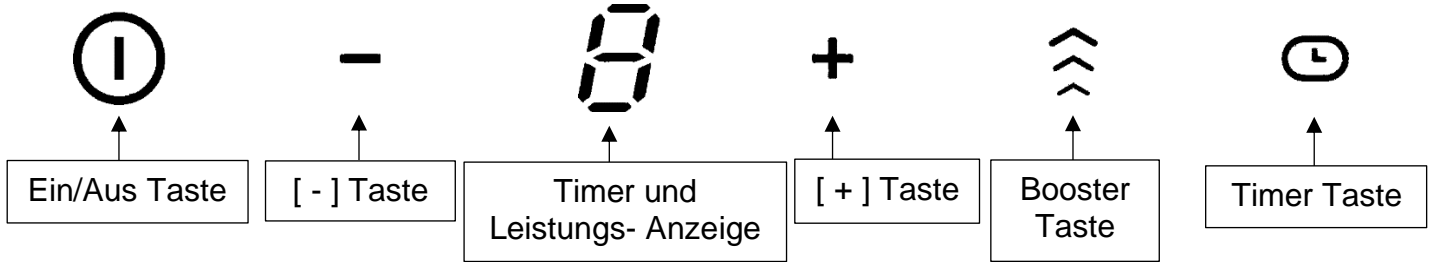 Ein/Aus Taste
[ - ] Taste
Timer und
Leistungs- Anzeige
[ + ] Taste
Booster
Taste
Timer Taste